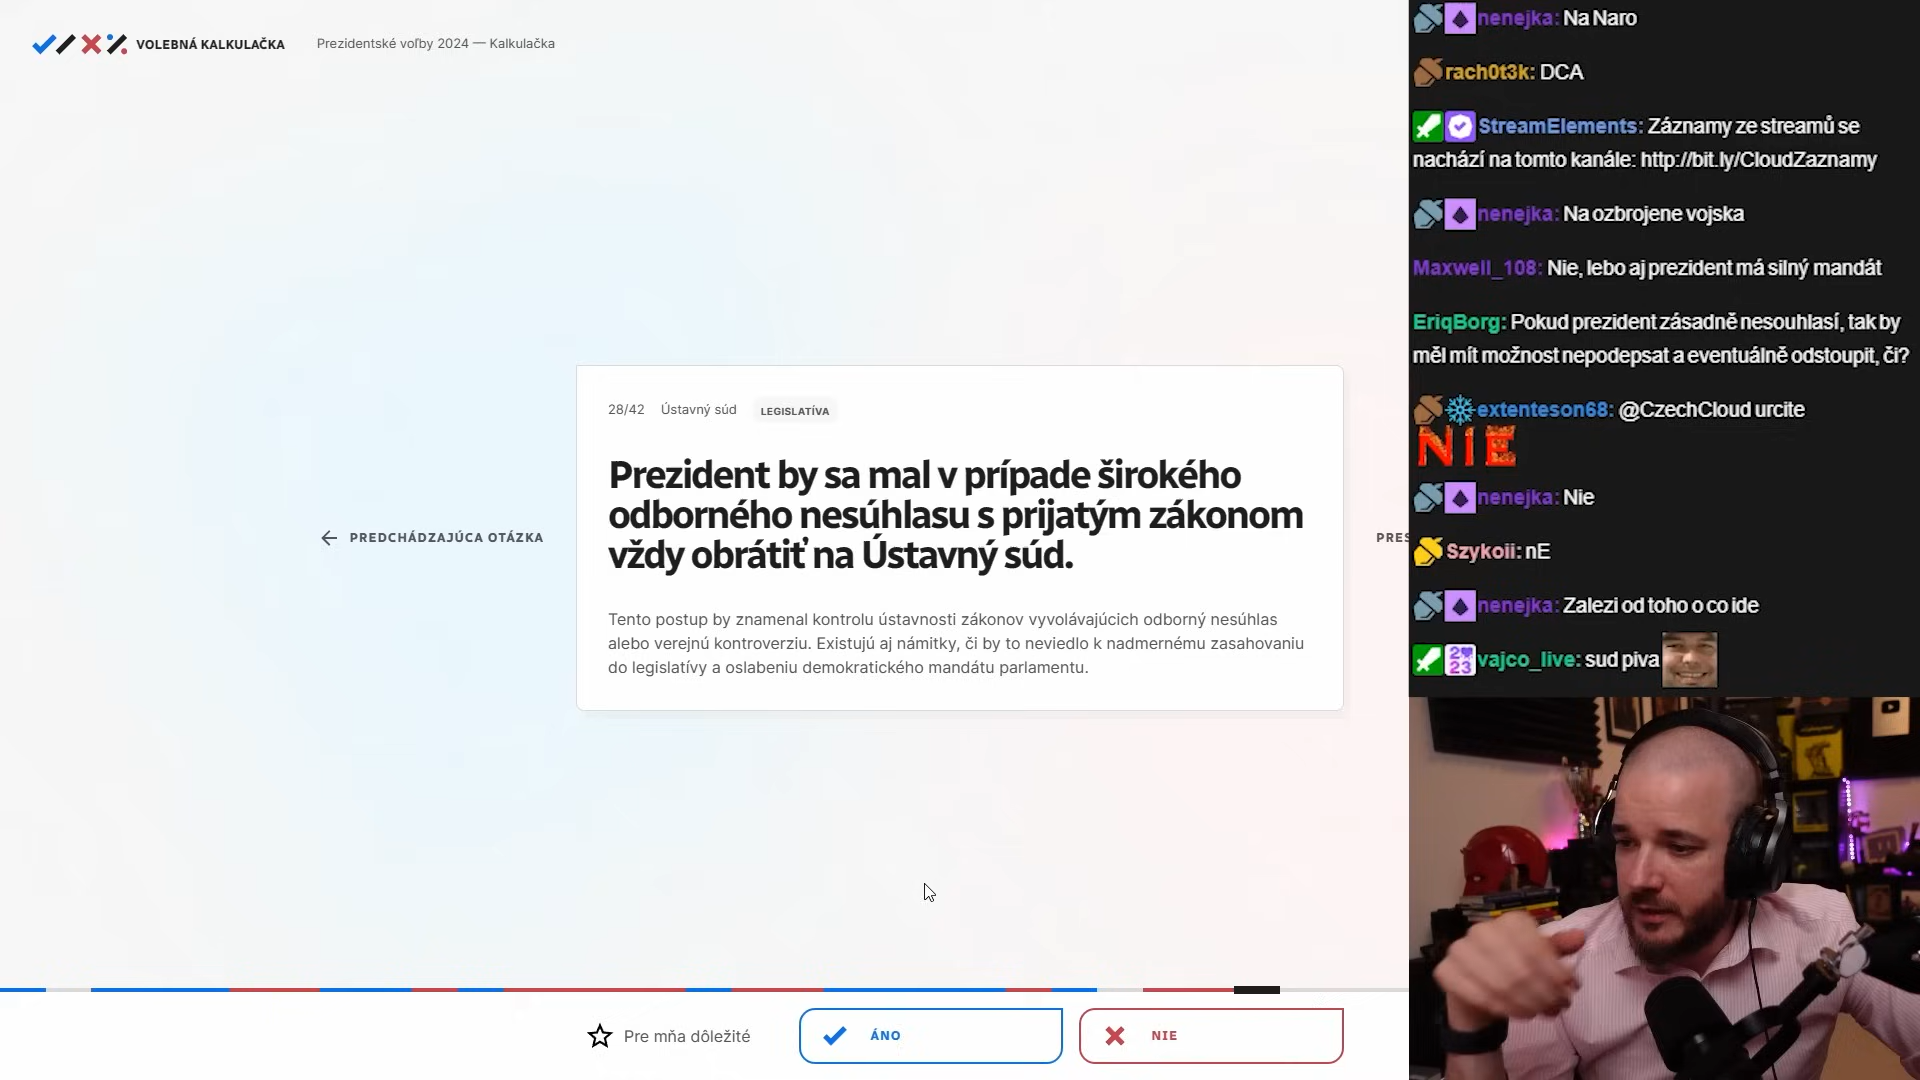 VOLEBNÁ KALKULAČKA
Prezidentské voľby 2024 — Kalkulačka
PREDCHÁDZAJÚCA OTÁZKA
28/42 Ústavný súd LEGISLATÍVA
Prezident by sa mal v prípade širokého
odborného nesúhlasu s prijatým zákonom
vždy obrátiť na Ústavný súd.
Tento postup by znamenal kontrolu ústavnosti zákonov vyvolávajúcich odborný nesúhlas
alebo verejnú kontroverziu. Existujú aj námietky, či by to neviedlo k nadmernému zasahovaniu
do legislatívy a oslabeniu demokratického mandátu parlamentu.
PRES
Pre mňa dôležité
ÁNO
NIE
nenejka: Na Naro
rach0t3k: DCA
StreamElements: Záznamy ze streamů se
nachází na tomto kanále: http://bit.ly/CloudZaznamy
nenejka: Na ozbrojene vojska
Maxwell_108: Nie, lebo aj prezident má silný mandát
EriqBorg: Pokud prezident zásadně nesouhlasí, tak by
měl mít možnost nepodepsat a eventuálně odstoupit, či?
extenteson68: @CzechCloud urcite
NIE
nenejka: Nie
Szykoii: nE
nenejka: Zalezi od toho o co ide
vajco_live: sud piva